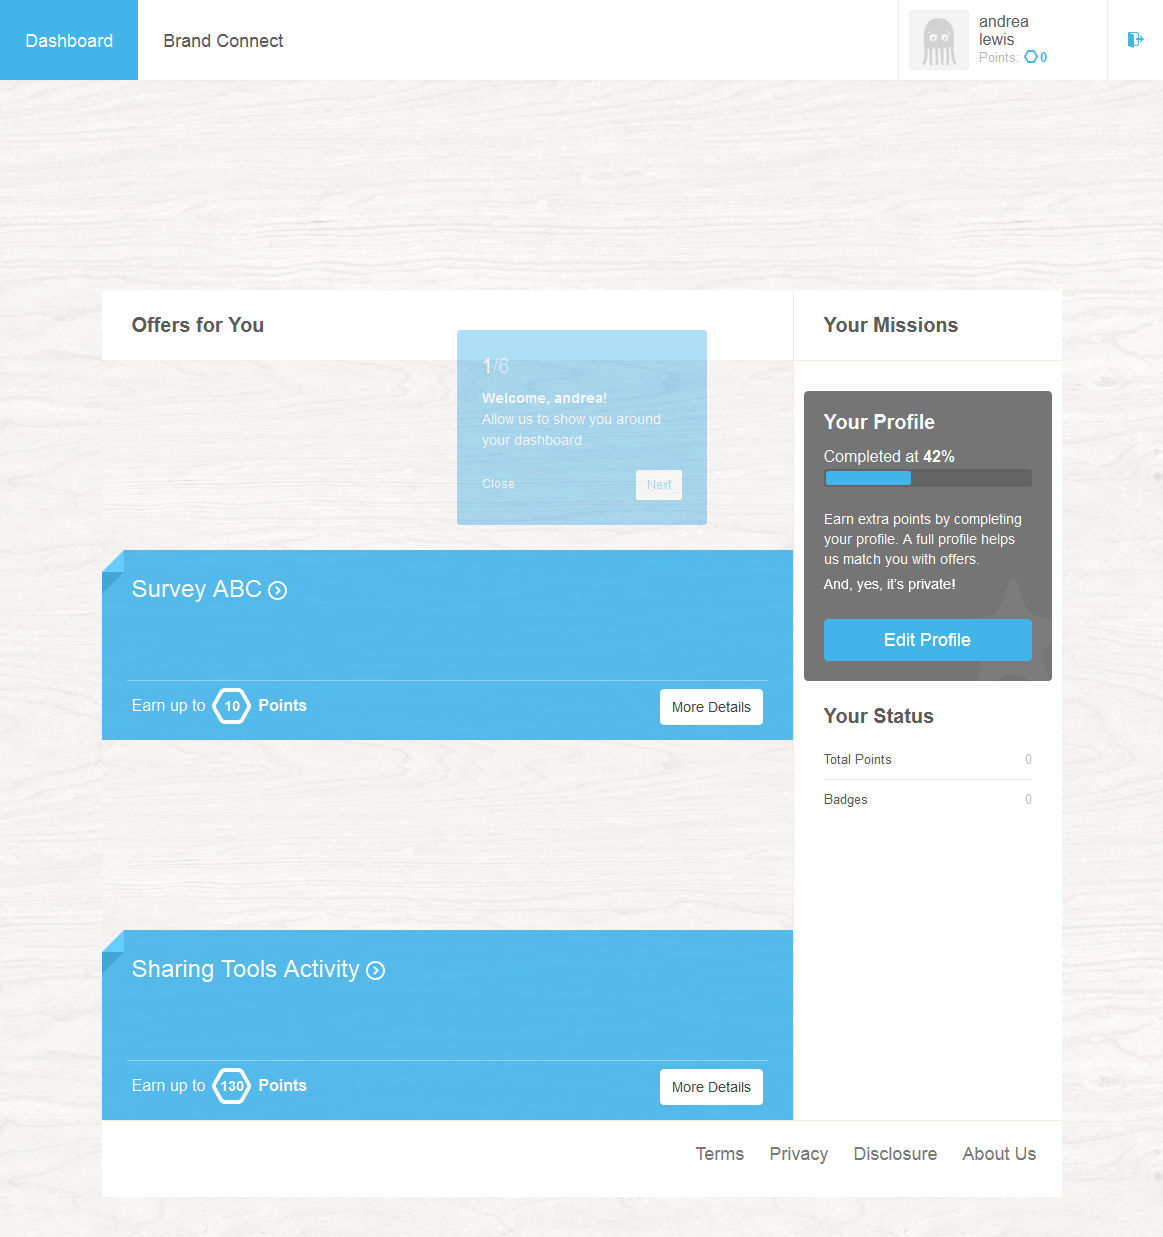 Dashboard
Brand Connect
andrea
lewis
Points: 0
Offers for You
Your Missions
1/6
Welcome, andrea!
Allow us to show you around
your dashboard.
Close
Next
Your Profile
Completed at 42%
Earn extra points by completing
your profile. A full profile helps
us match you with offers.
And, yes, it's private!
Edit Profile
Survey ABC
Earn up to 10 Points
More Details
Your Status
Total Points 0
Badges 0
Sharing Tools Activity
Earn up to 130 Points
More Details
Terms Privacy Disclosure About Us